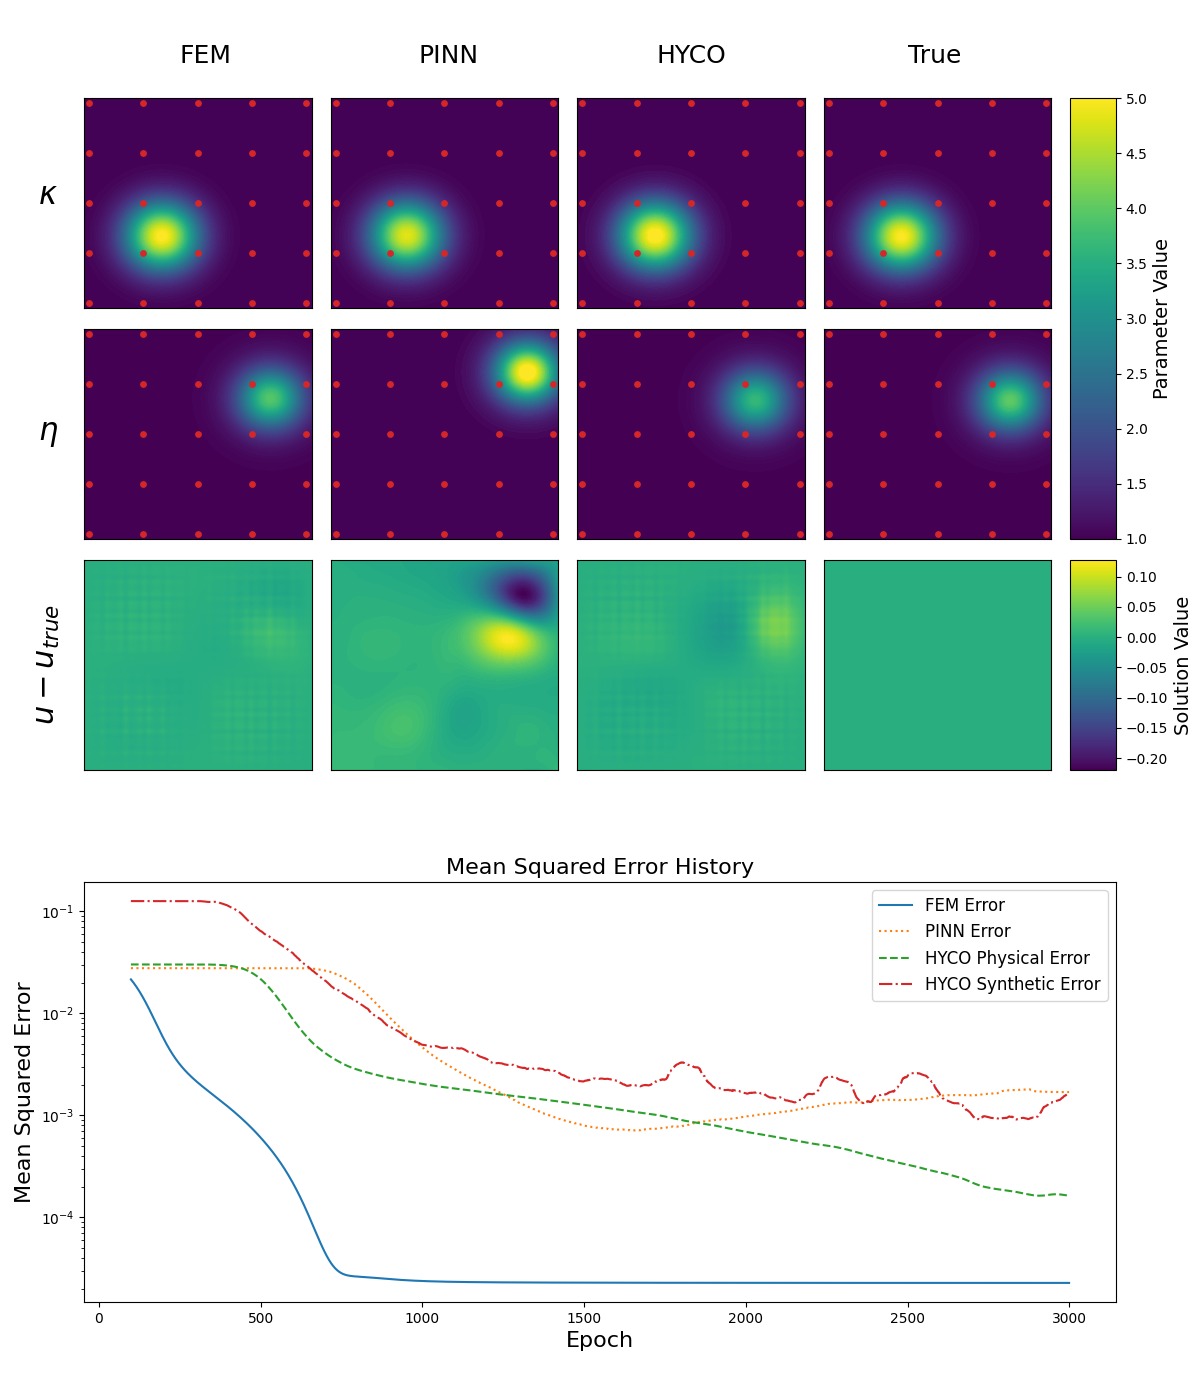 FEM PINN HYCO True
κ
η
u − u_true
5.0
4.5
4.0
3.5
3.0
2.5
2.0
1.5
1.0
Parameter Value
0.10
0.05
0.00
−0.05
−0.10
−0.15
−0.20
Solution Value
Mean Squared Error History
Mean Squared Error
10⁻¹
10⁻²
10⁻³
10⁻⁴
FEM Error
PINN Error
HYCO Physical Error
HYCO Synthetic Error
0 500 1000 1500 2000 2500 3000
Epoch